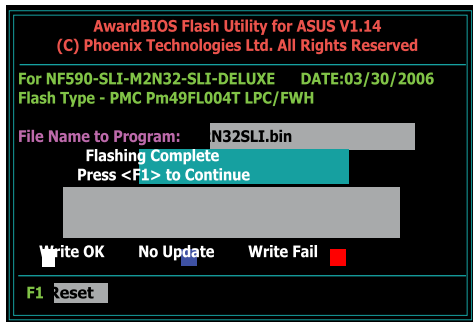 AwardBIOS Flash Utility for ASUS V1.14
(C) Phoenix Technologies Ltd. All Rights Reserved
For NF590-SLI-M2N32-SLI-DELUXE DATE:03/30/2006
Flash Type - PMC Pm49FL004T LPC/FWH
File Name to Program: N32SLI.bin
Flashing Complete
Press <F1> to Continue
Write OK No Update Write Fail
F1 Reset